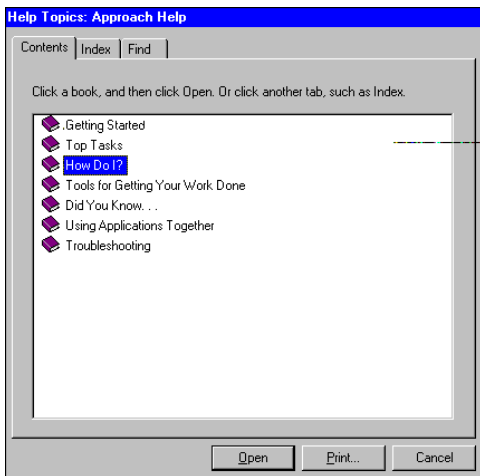 Help Topics: Approach Help
Contents Index Find
Click a book, and then click Open. Or click another tab, such as Index.
.Getting Started
Top Tasks
How Do I?
Tools for Getting Your Work Done
Did You Know. . .
Using Applications Together
Troubleshooting
Open Print... Cancel